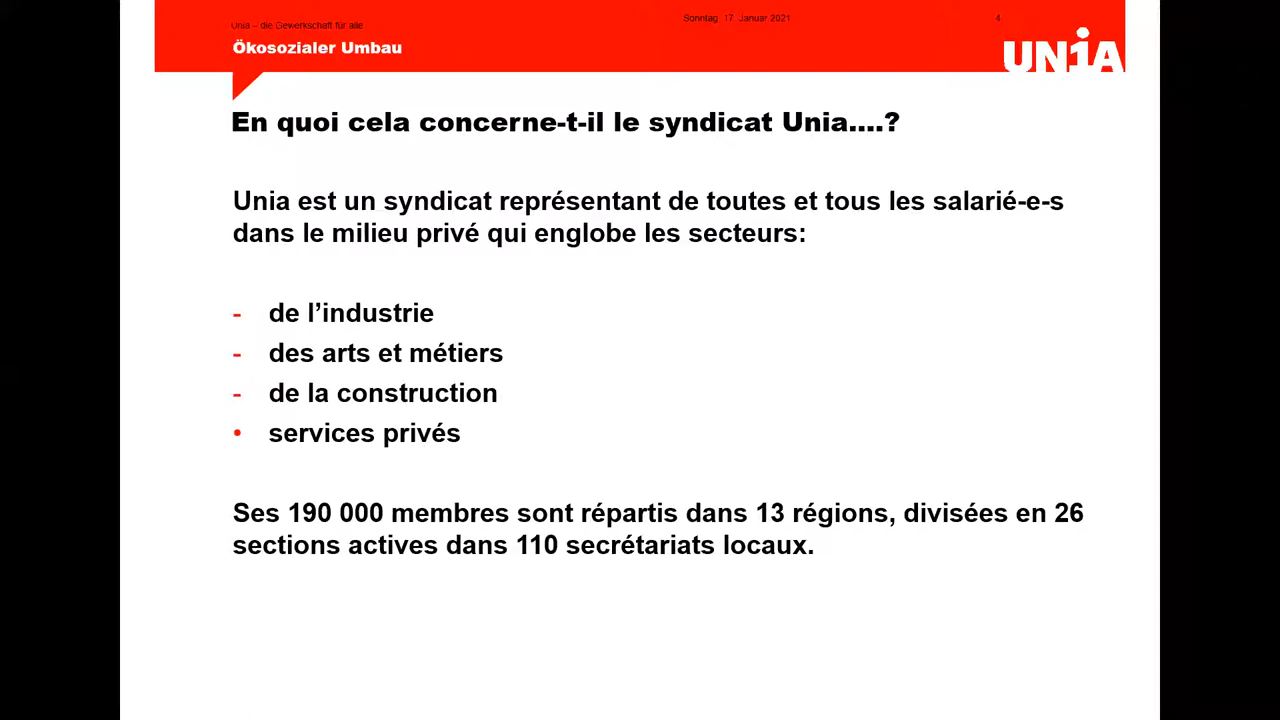 Unia – die Gewerkschaft für alle
Sonntag, 17. Januar 2021
4
Ökosozialer Umbau
UNiA
En quoi cela concerne-t-il le syndicat Unia....?
Unia est un syndicat représentant de toutes et tous les salarié-e-s
dans le milieu privé qui englobe les secteurs:
- de l’industrie
- des arts et métiers
- de la construction
• services privés
Ses 190 000 membres sont répartis dans 13 régions, divisées en 26
sections actives dans 110 secrétariats locaux.